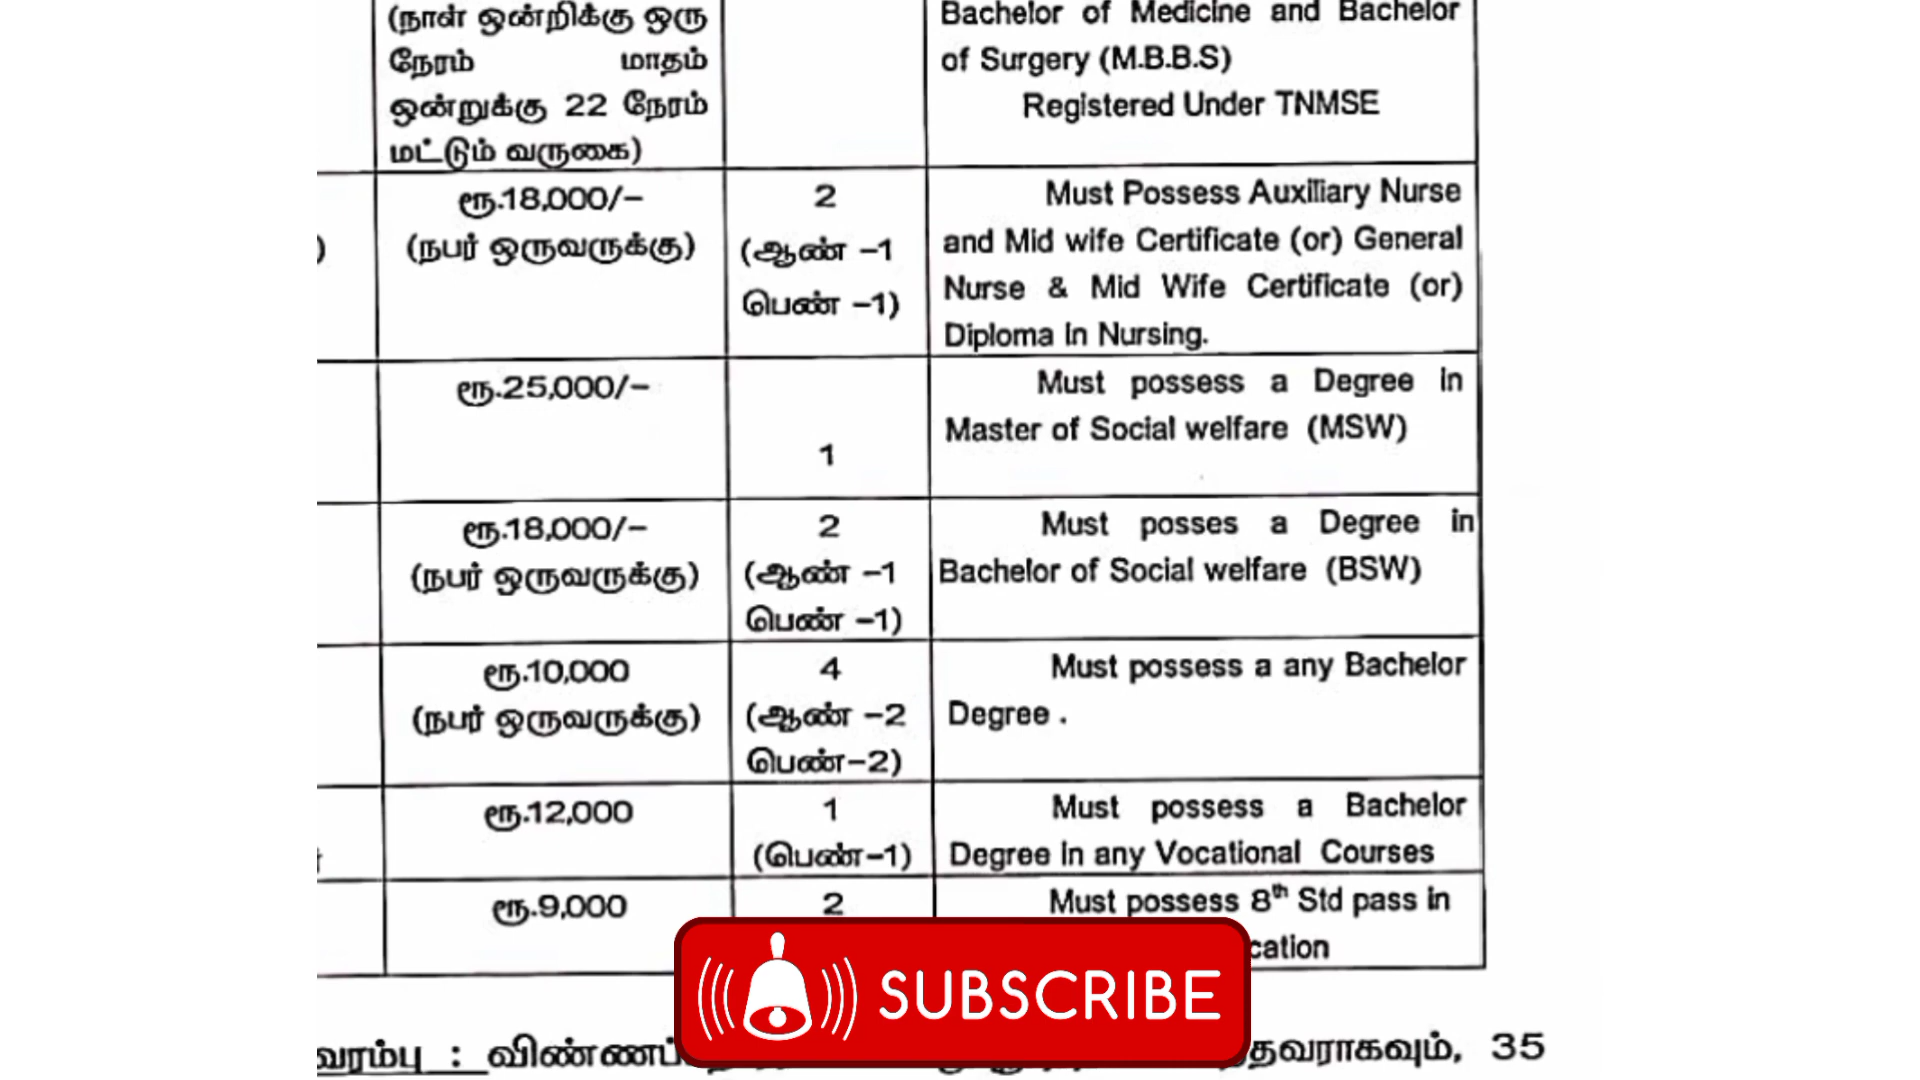 (நாள் ஒன்றிக்கு ஒரு
நேரம் மாதம்
ஒன்றுக்கு 22 நேரம்
மட்டும் வருகை)
Bachelor of Medicine and Bachelor
of Surgery (M.B.B.S)
Registered Under TNMSE
)
ரூ.18,000/–
(நபர் ஒருவருக்கு)
2
(ஆண் –1
பெண் –1)
Must Possess Auxiliary Nurse
and Mid wife Certificate (or) General
Nurse & Mid Wife Certificate (or)
Diploma In Nursing.
ரூ.25,000/–
1
Must possess a Degree in
Master of Social welfare (MSW)
ரூ.18,000/–
(நபர் ஒருவருக்கு)
2
(ஆண் –1
பெண் –1)
Must posses a Degree in
Bachelor of Social welfare (BSW)
ரூ.10,000
(நபர் ஒருவருக்கு)
4
(ஆண் –2
பெண்–2)
Must possess a any Bachelor
Degree .
ரூ.12,000
1
(பெண்–1)
Must possess a Bachelor
Degree in any Vocational Courses
ரூ.9,000
2
Must possess 8th Std pass in
cation
SUBSCRIBE
வரம்பு : 35